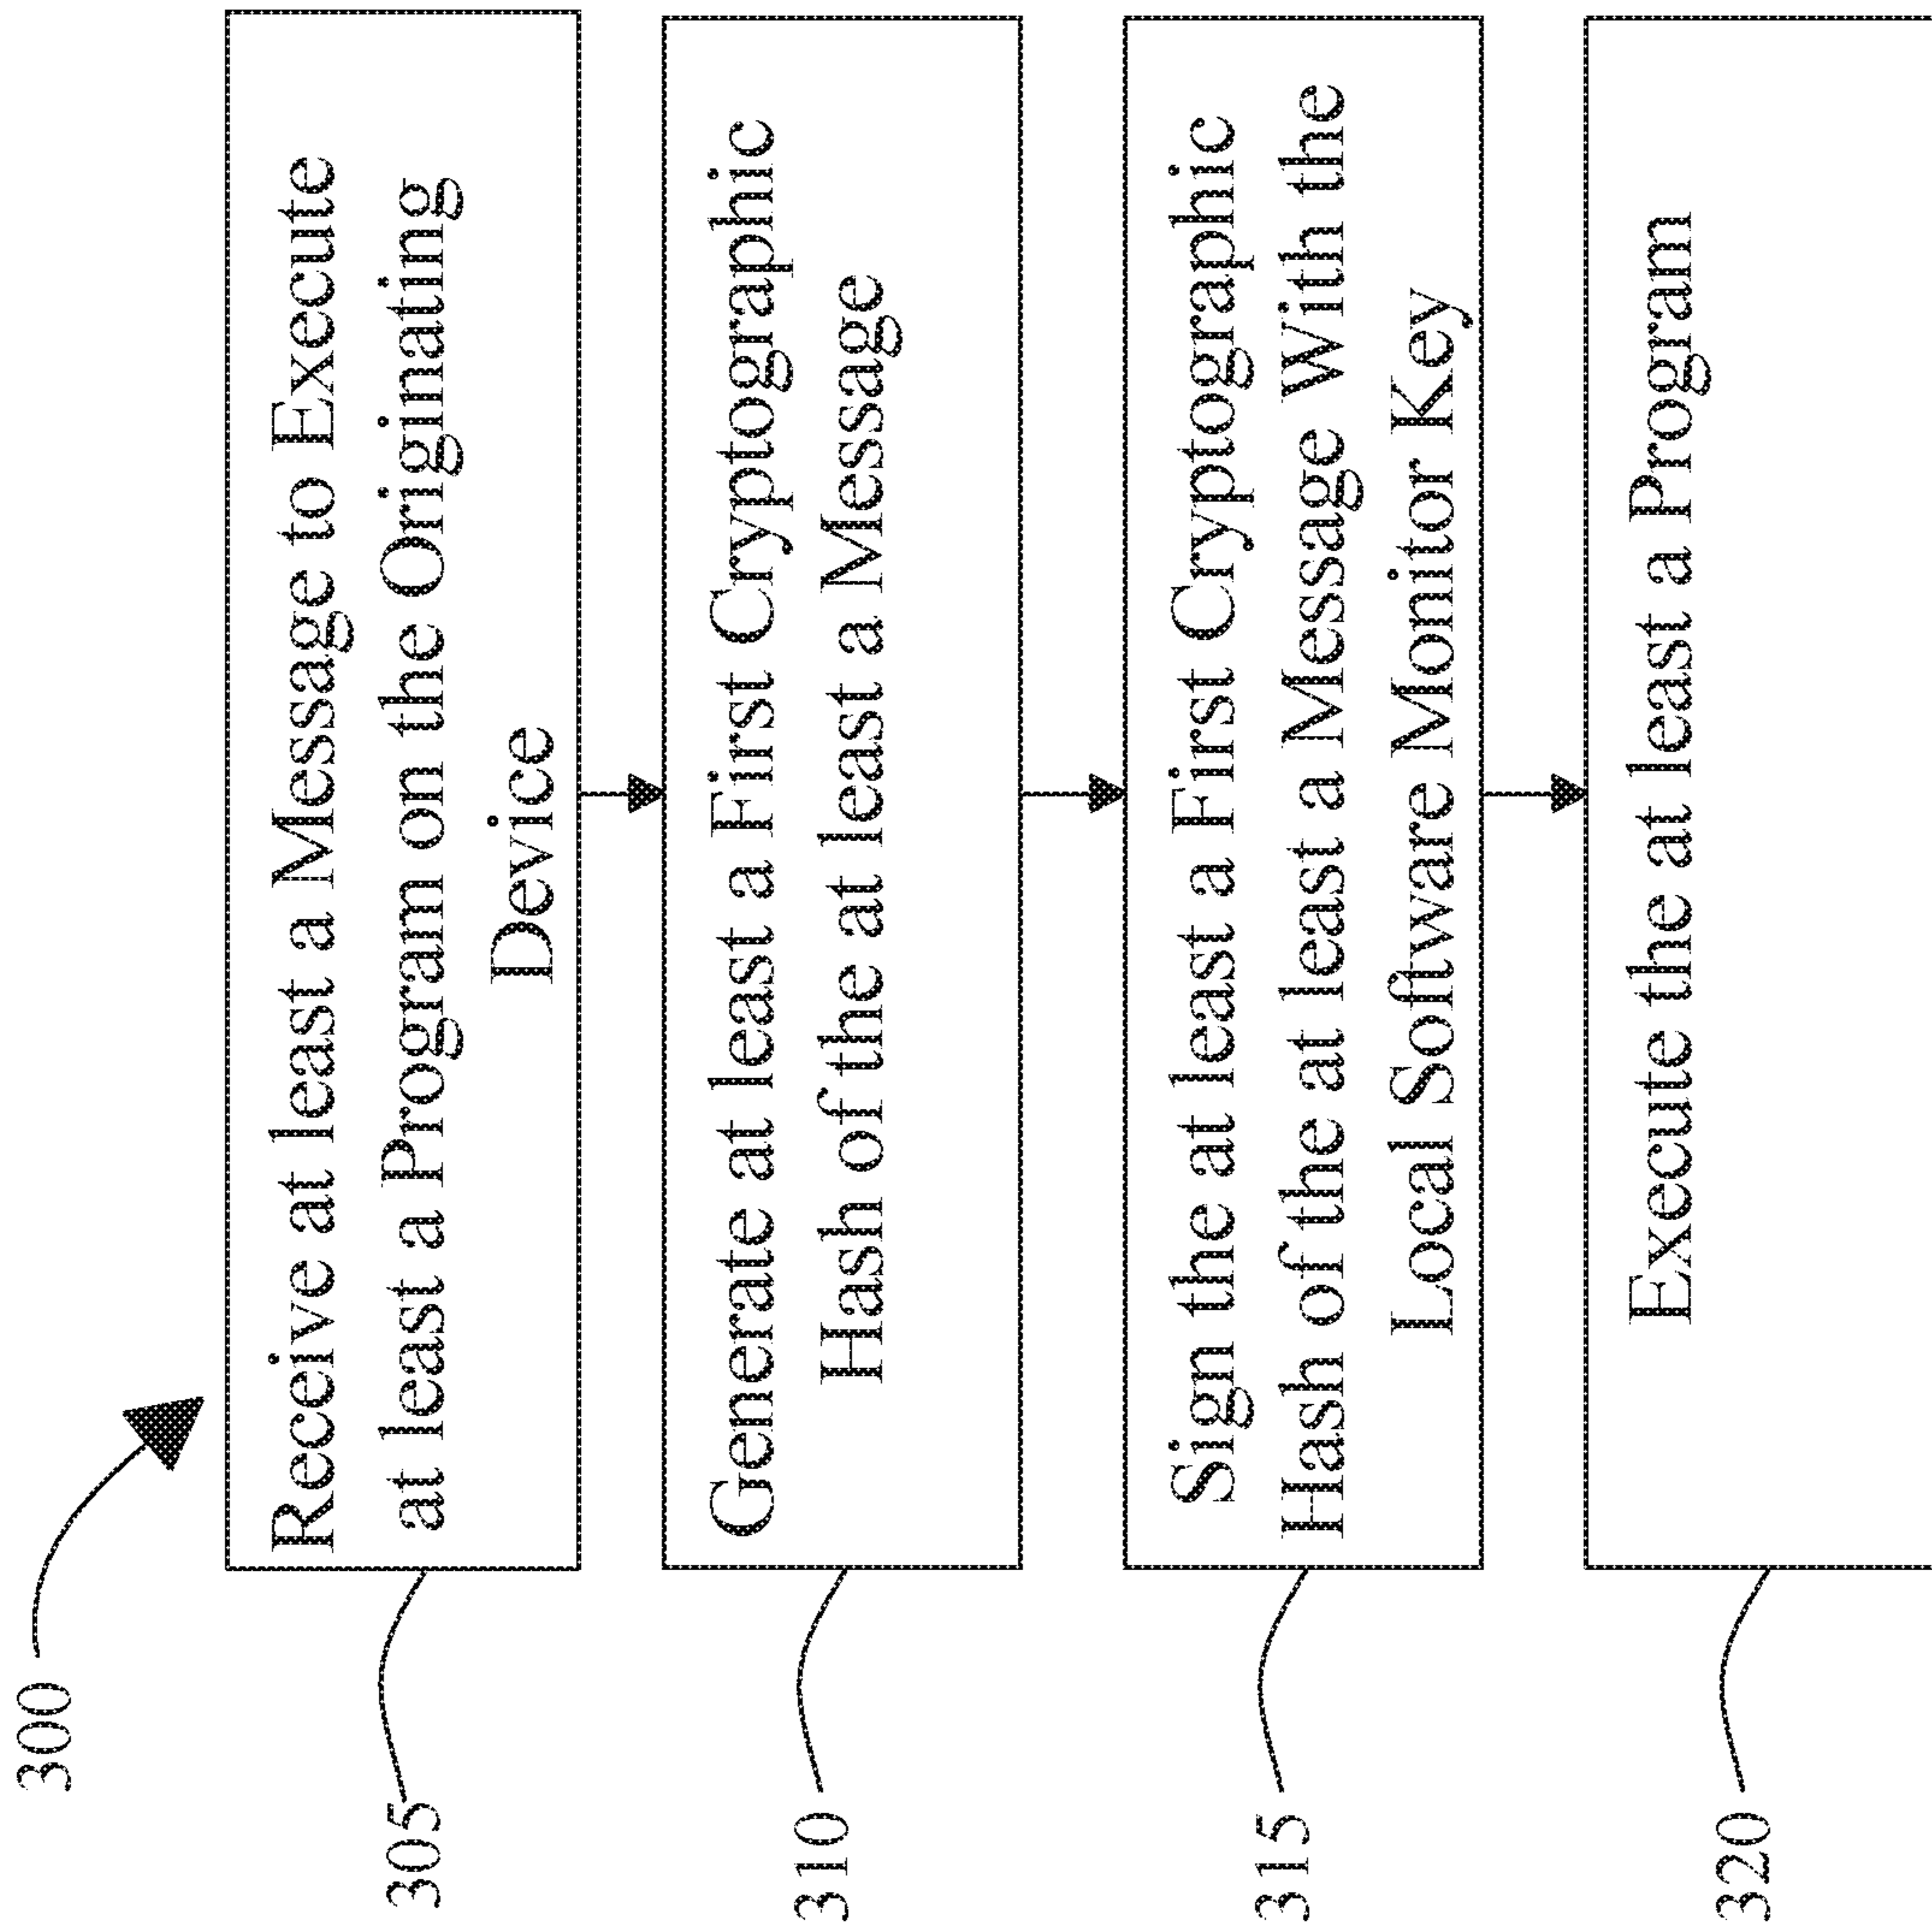 300
305
Receive at least a Message to Execute
at least a Program on the Originating
Device
310
Generate at least a First Cryptographic
Hash of the at least a Message
315
Sign the at least a First Cryptographic
Hash of the at least a Message With the
Local Software Monitor Key
320
Execute the at least a Program